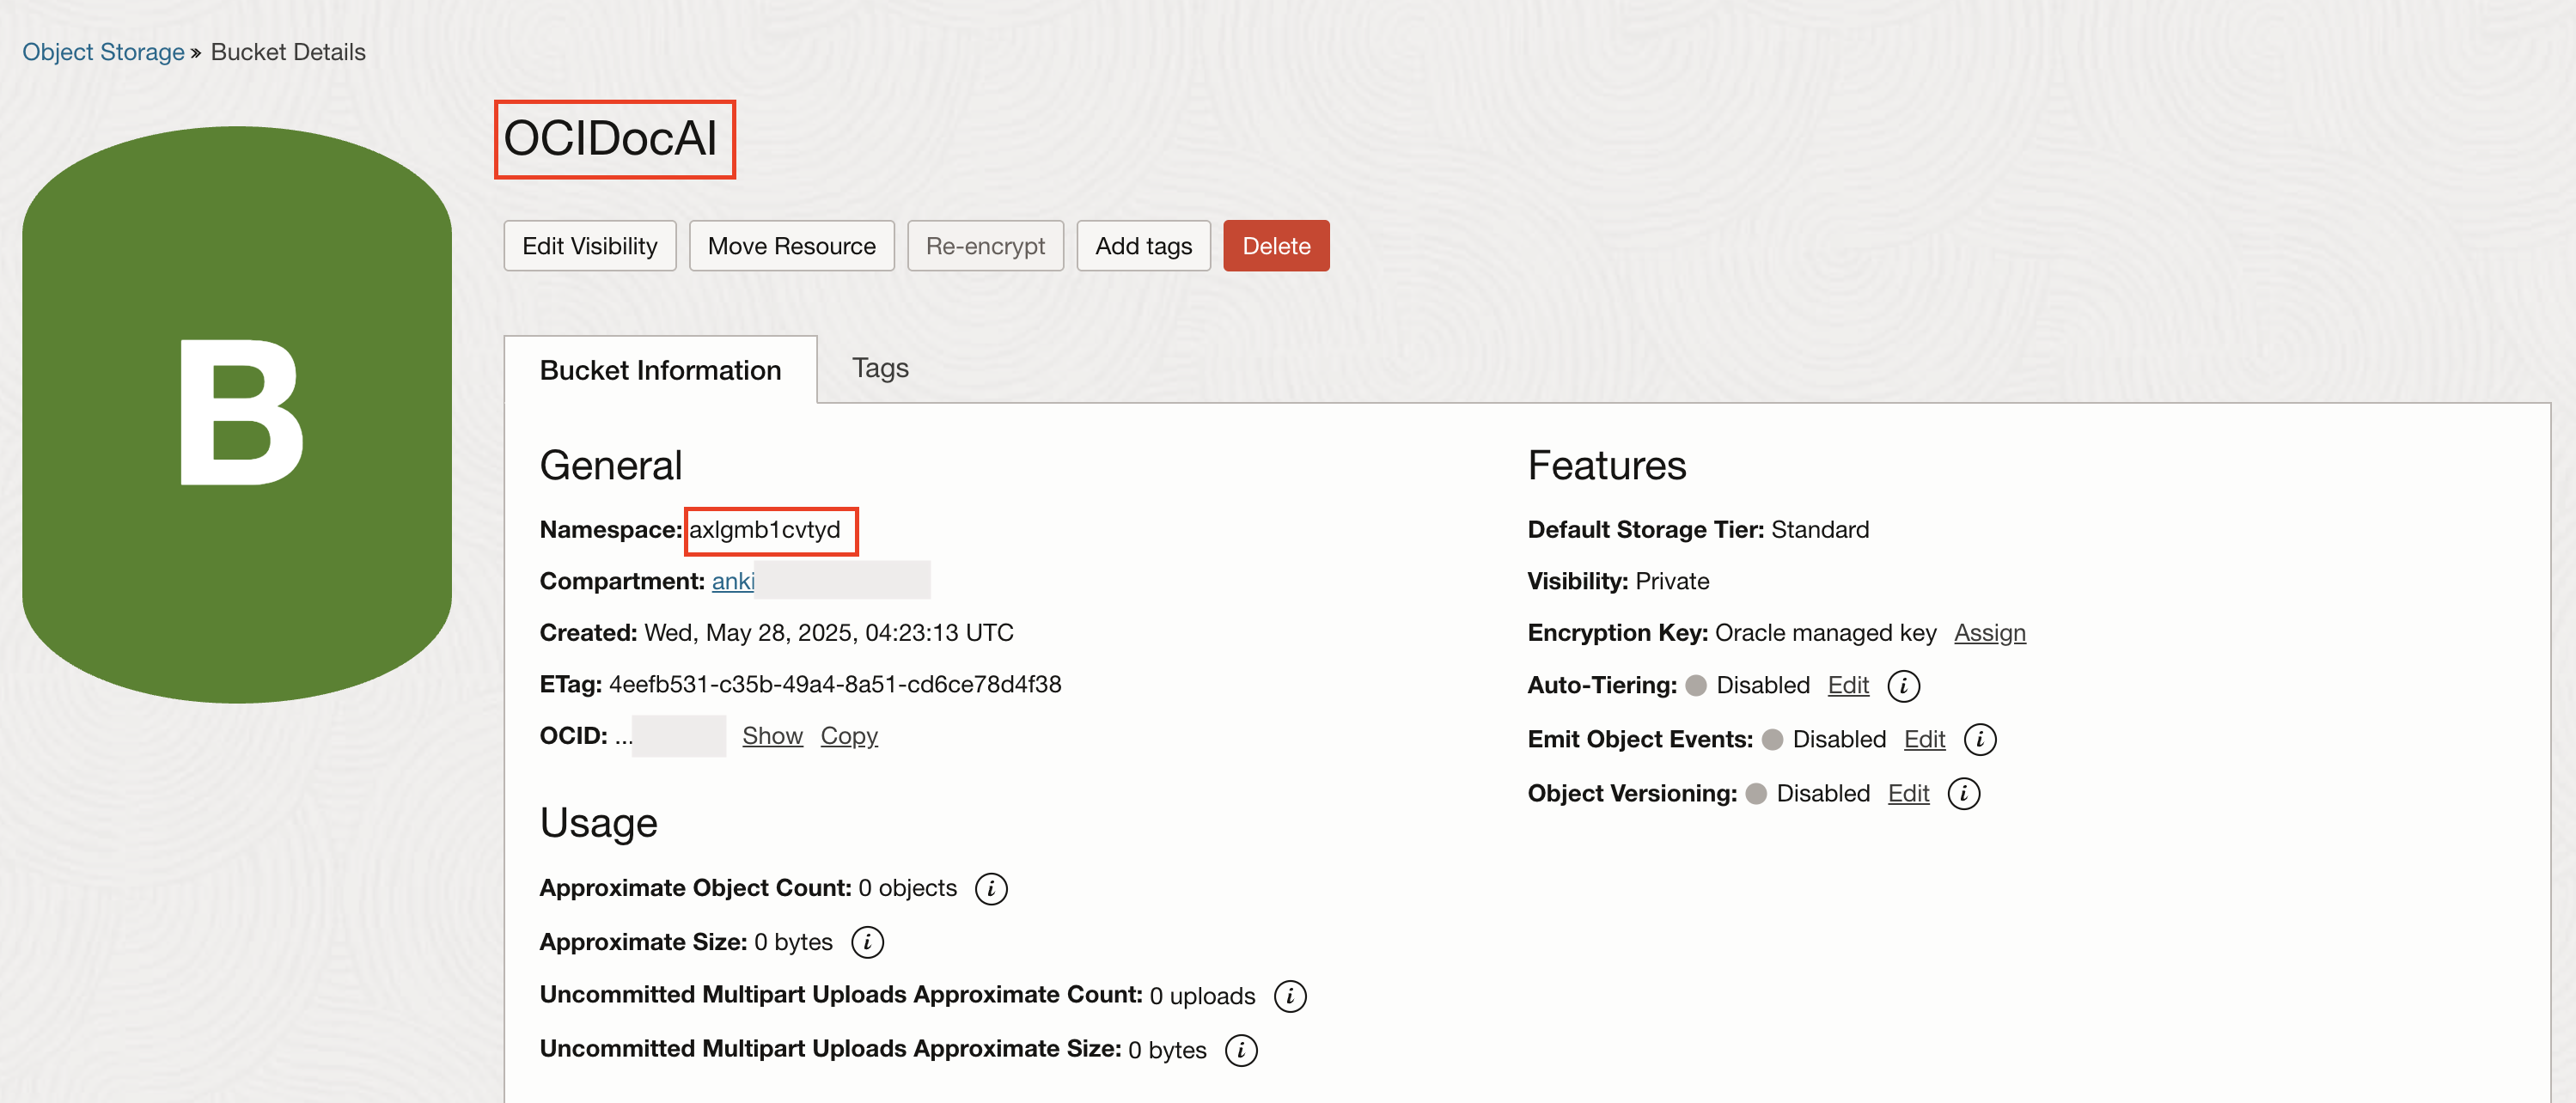 Object Storage » Bucket Details
OCIDocAI
Edit Visibility Move Resource Re-encrypt Add tags Delete
B
Bucket Information Tags
General
Namespace: axlgmb1cvtyd
Compartment: anki
Created: Wed, May 28, 2025, 04:23:13 UTC
ETag: 4eefb531-c35b-49a4-8a51-cd6ce78d4f38
OCID: ... Show Copy
Usage
Approximate Object Count: 0 objects i
Approximate Size: 0 bytes i
Uncommitted Multipart Uploads Approximate Count: 0 uploads i
Uncommitted Multipart Uploads Approximate Size: 0 bytes i
Features
Default Storage Tier: Standard
Visibility: Private
Encryption Key: Oracle managed key Assign
Auto-Tiering: Disabled Edit i
Emit Object Events: Disabled Edit i
Object Versioning: Disabled Edit i